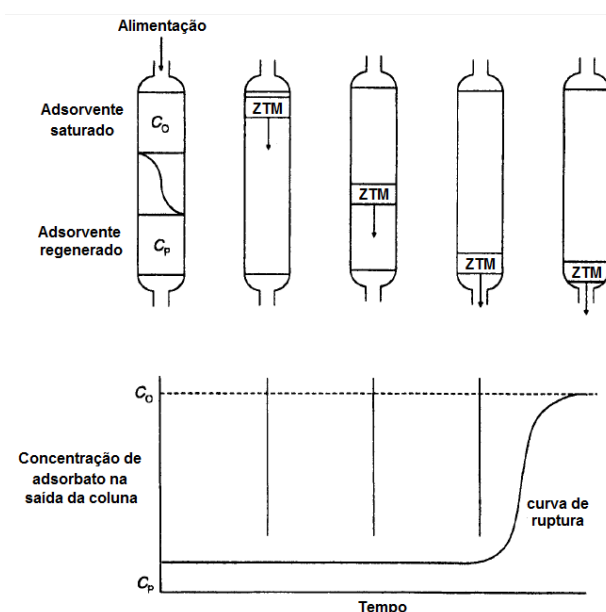 Alimentação
Adsorvente
saturado
C₀
ZTM
ZTM
ZTM
ZTM
Adsorvente
regenerado
Cₚ
C₀
Concentração de
adsorbato na
saída da coluna
curva de
ruptura
Cₚ
Tempo